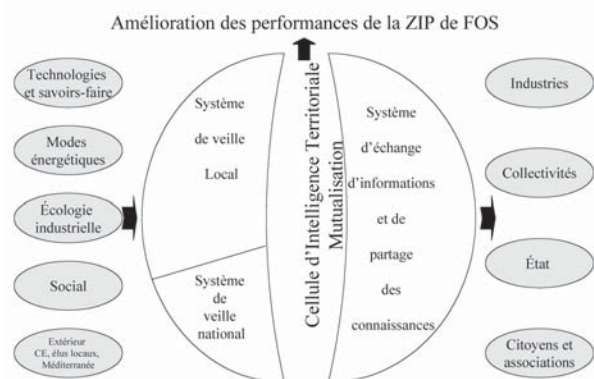 Amélioration des performances de la ZIP de FOS
Technologies
et savoirs-faire
Modes
énergétiques
Écologie
industrielle
Social
Extérieur
CE, élus locaux,
Méditerranée
Système
de veille
Local
Système
de
veille
national
Cellule d'Intelligence Territoriale
Mutualisation
Système
d'échange
d'informations
et de
partage
des
connaissances
Industries
Collectivités
État
Citoyens et
associations